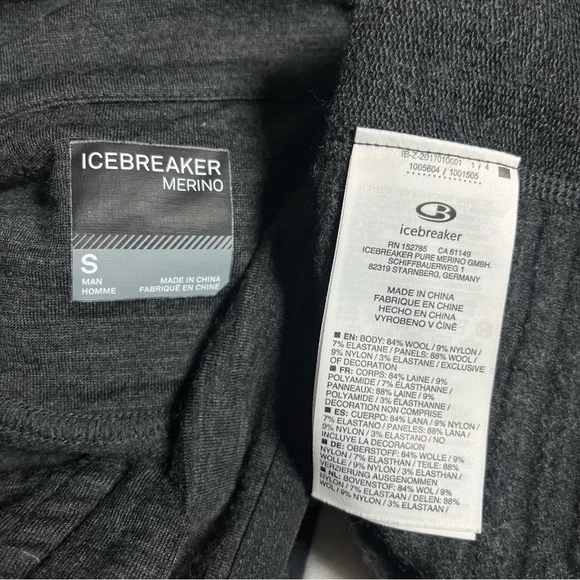 ICEBREAKER
MERINO
S
MAN
HOMME
MADE IN CHINA
FABRIQUÉ EN CHINE
IB-Z-2017010001 1 / 4
1005604 / 1001505
icebreaker
RN 152785 CA 61149
ICEBREAKER PURE MERINO GMBH.
SCHIFFBAUERWEG 1
82319 STARNBERG, GERMANY
MADE IN CHINA
FABRIQUE EN CHINE
HECHO EN CHINA
VYROBENO V ČÍNĚ
EN: BODY: 84% WOOL / 9% NYLON /
7% ELASTANE / PANELS: 88% WOOL /
9% NYLON / 3% ELASTANE / EXCLUSIVE
OF DECORATION
FR: CORPS: 84% LAINE / 9%
POLYAMIDE / 7% ELASTHANNE /
PANNEAUX: 88% LAINE / 9%
POLYAMIDE / 3% ELASTHANNE /
DECORATION NON COMPRISE
ES: CUERPO: 84% LANA / 9% NYLON /
7% ELASTANO / PANELES: 88% LANA /
9% NYLON / 3% ELASTANO / NO
INCLUYE LA DECORACION
DE: OBERSTOFF: 84% WOLLE / 9%
NYLON / 7% ELASTHAN / TEILE: 88%
WOLLE / 9% NYLON / 3% ELASTHAN /
VERZIERUNG AUSGENOMMEN
NL: BOVENSTOF: 84% WOL / 9%
NYLON / 7% ELASTAAN / DELEN: 88%
WOL / 9% NYLON / 3% ELASTAAN /